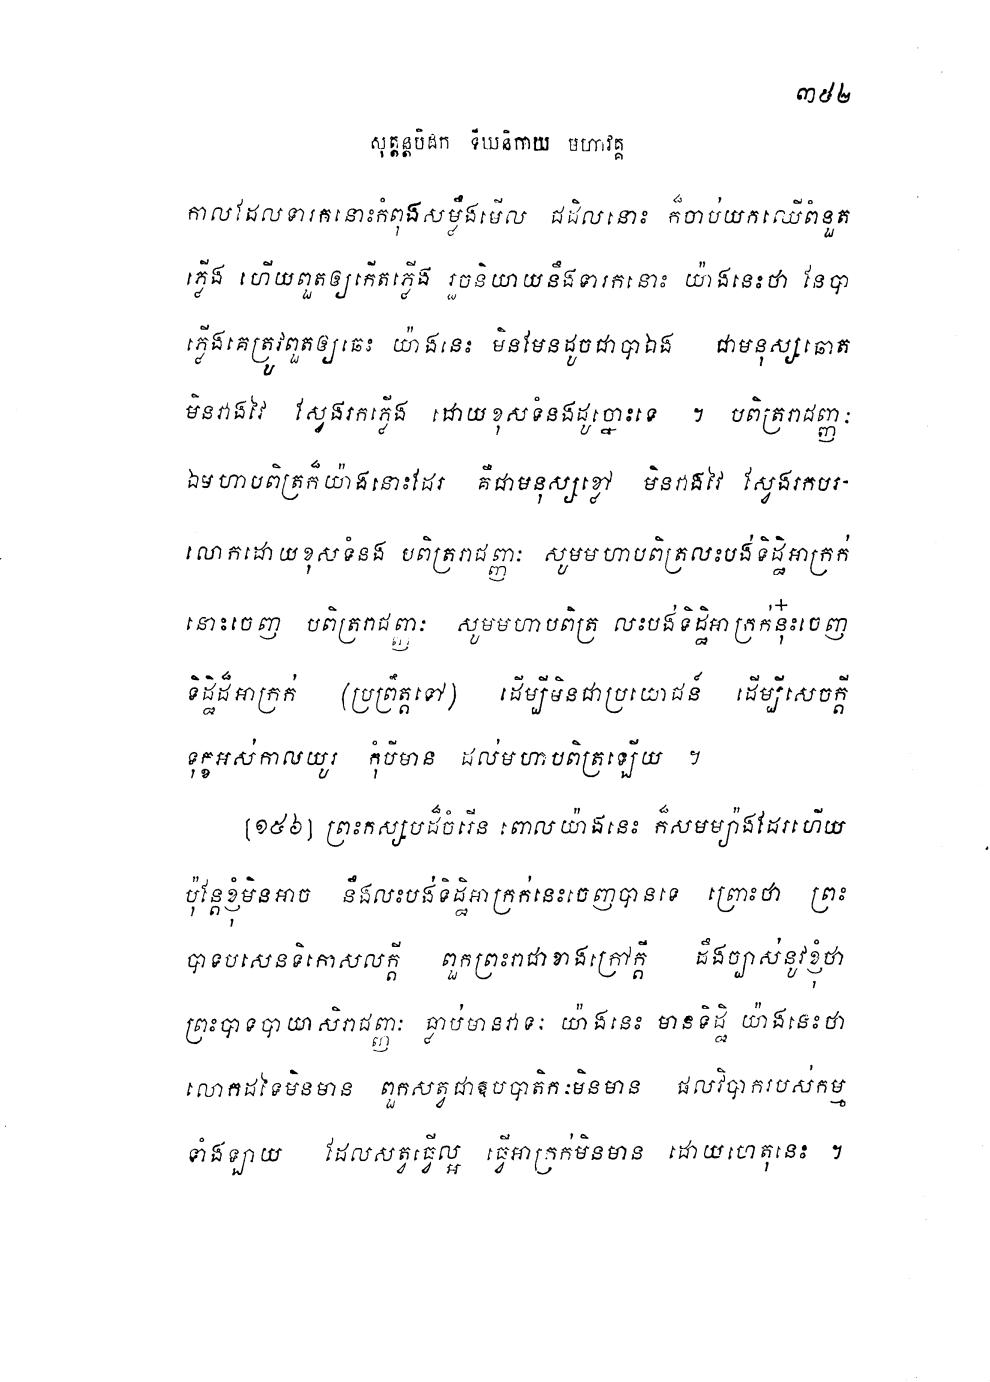 ៣៩២
សុត្តន្តបិដក ទីឃនិកាយ មហាវគ្គ
កាលដែលទារកនោះកំពុងសម្លឹងមើល ជដិលនោះ ក៏ចាប់យកឈើពំនួត
ភ្លើង ហើយពួតឲ្យកើតភ្លើង រួចនិយាយនឹងទារកនោះ យ៉ាងនេះថា នែបា
ភ្លើងគេត្រូវពួតឲ្យឆេះ យ៉ាងនេះ មិនមែនដូចជាបាឯង ជាមនុស្សឆោត
មិនវាងវៃ ស្វែងរកភ្លើង ដោយខុសទំនងដូច្នោះទេ ។ បពិត្ររាជញ្ញៈ
ឯមហាបពិត្រក៏យ៉ាងនោះដែរ គឺជាមនុស្សខ្លៅ មិនវាងវៃ ស្វែងរកបរ-
លោកដោយខុសទំនង បពិត្ររាជញ្ញៈ សូមមហាបពិត្រលះបង់ទិដ្ឋិអាក្រក់
នោះចេញ បពិត្ររាជញ្ញៈ សូមមហាបពិត្រ លះបង់ទិដ្ឋិអាក្រក់នុ៎ះចេញ
ទិដ្ឋិដ៏អាក្រក់ (ប្រព្រឹត្តទៅ) ដើម្បីមិនជាប្រយោជន៍ ដើម្បីសេចក្តី
ទុក្ខអស់កាលយូរ កុំបីមាន ដល់មហាបពិត្រឡើយ ។
[១៥៦] ព្រះកស្សបដ៏ចំរើន ពោលយ៉ាងនេះ ក៏សមម្យ៉ាងដែរហើយ
ប៉ុន្តែខ្ញុំមិនអាច នឹងលះបង់ទិដ្ឋិអាក្រក់នេះចេញបានទេ ព្រោះថា ព្រះ
បាទបសេនទិកោសលក្តី ពួកព្រះរាជាខាងក្រៅក្តី ដឹងច្បាស់នូវខ្ញុំថា
ព្រះបាទបាយាសិរាជញ្ញៈ ធ្លាប់មានវាទៈ យ៉ាងនេះ មានទិដ្ឋិ យ៉ាងនេះថា
លោកដទៃមិនមាន ពួកសត្វជាឧបបាតិកៈមិនមាន ផលវិបាករបស់កម្ម
ទាំងឡាយ ដែលសត្វធ្វើល្អ ធ្វើអាក្រក់មិនមាន ដោយហេតុនេះ ។